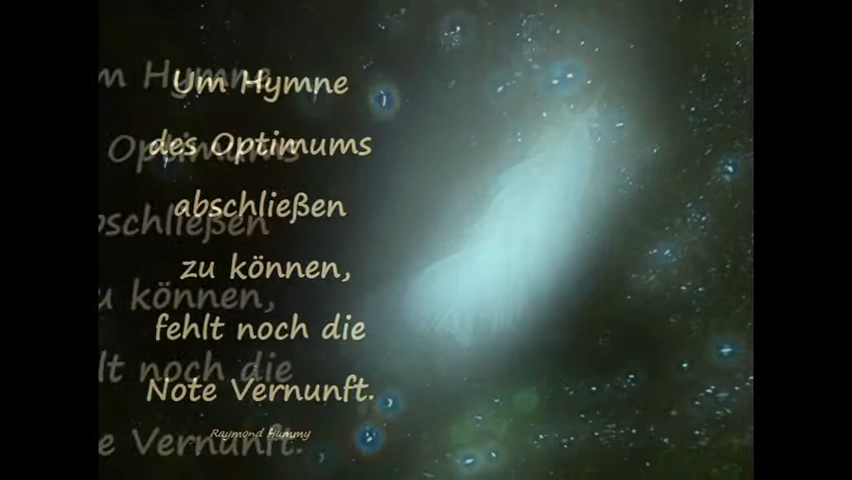 Um Hymne
des Optimums
abschließen
zu können,
fehlt noch die
Note Vernunft.
Raymond Hummy